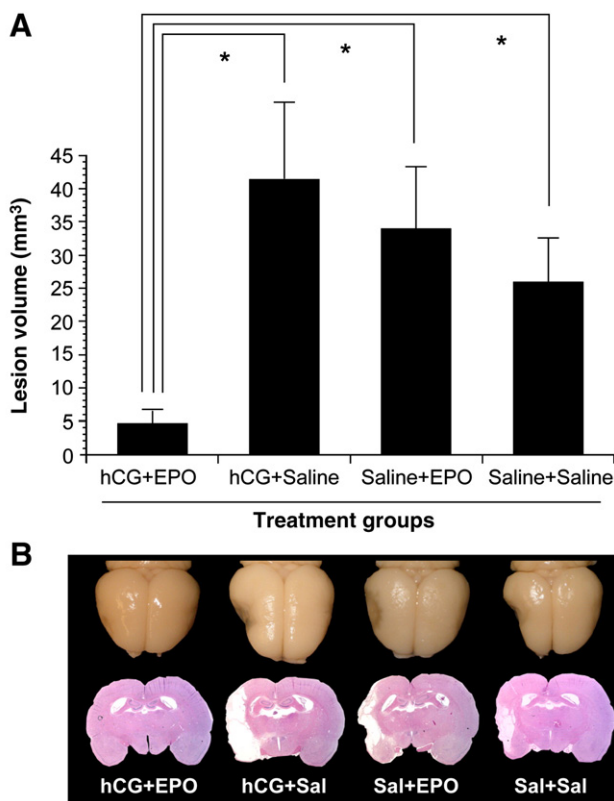 A
* * *
Lesion volume (mm³)
45
40
35
30
25
20
15
10
5
0
hCG+EPO hCG+Saline Saline+EPO Saline+Saline
Treatment groups
B
hCG+EPO hCG+Sal Sal+EPO Sal+Sal